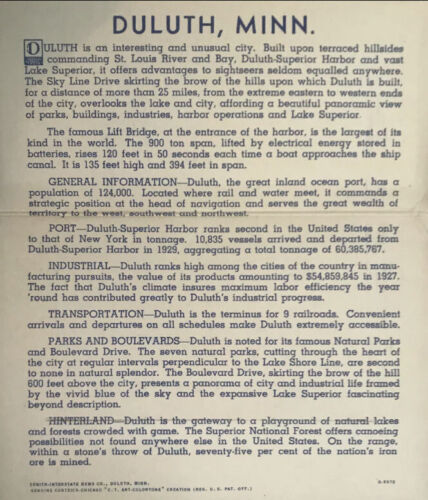 DULUTH, MINN.
DULUTH is an interesting and unusual city. Built upon terraced hillsides
commanding St. Louis River and Bay, Duluth-Superior Harbor and vast
Lake Superior, it offers advantages to sightseers seldom equalled anywhere.
The Sky Line Drive skirting the brow of the hills upon which Duluth is built,
for a distance of more than 25 miles, from the extreme eastern to western ends
of the city, overlooks the lake and city, affording a beautiful panoramic view
of parks, buildings, industries, harbor operations and Lake Superior.
The famous Lift Bridge, at the entrance of the harbor, is the largest of its
kind in the world. The 900 ton span, lifted by electrical energy stored in
batteries, rises 120 feet in 50 seconds each time a boat approaches the ship
canal. It is 135 feet high and 394 feet in span.
GENERAL INFORMATION—Duluth, the great inland ocean port, has a
population of 124,000. Located where rail and water meet, it commands a
strategic position at the head of navigation and serves the great wealth of
territory to the west, southwest and northwest.
PORT—Duluth-Superior Harbor ranks second in the United States only
to that of New York in tonnage. 10,835 vessels arrived and departed from
Duluth-Superior Harbor in 1929, aggregating a total tonnage of 60,385,767.
INDUSTRIAL—Duluth ranks high among the cities of the country in manu-
facturing pursuits, the value of its products amounting to $54,859,845 in 1927.
The fact that Duluth's climate insures maximum labor efficiency the year
'round has contributed greatly to Duluth's industrial progress.
TRANSPORTATION—Duluth is the terminus for 9 railroads. Convenient
arrivals and departures on all schedules make Duluth extremely accessible.
PARKS AND BOULEVARDS—Duluth is noted for its famous Natural Parks
and Boulevard Drive. The seven natural parks, cutting through the heart of the
city at regular intervals perpendicular to the Lake Shore Line, are second
to none in natural splendor. The Boulevard Drive, skirting the brow of the hill
600 feet above the city, presents a panorama of city and industrial life framed
by the vivid blue of the sky and the expansive Lake Superior fascinating
beyond description.
HINTERLAND—Duluth is the gateway to a playground of natural lakes
and forests crowded with game. The Superior National Forest offers canoeing
possibilities not found anywhere else in the United States. On the range,
within a stone's throw of Duluth, seventy-five per cent of the nation's iron
ore is mined.
ZENITH-INTERSTATE NEWS CO., DULUTH, MINN.
GENUINE CURTEICH-CHICAGO "C.T. ART-COLORTONE" CREATION (REG. U.S. PAT. OFF.)